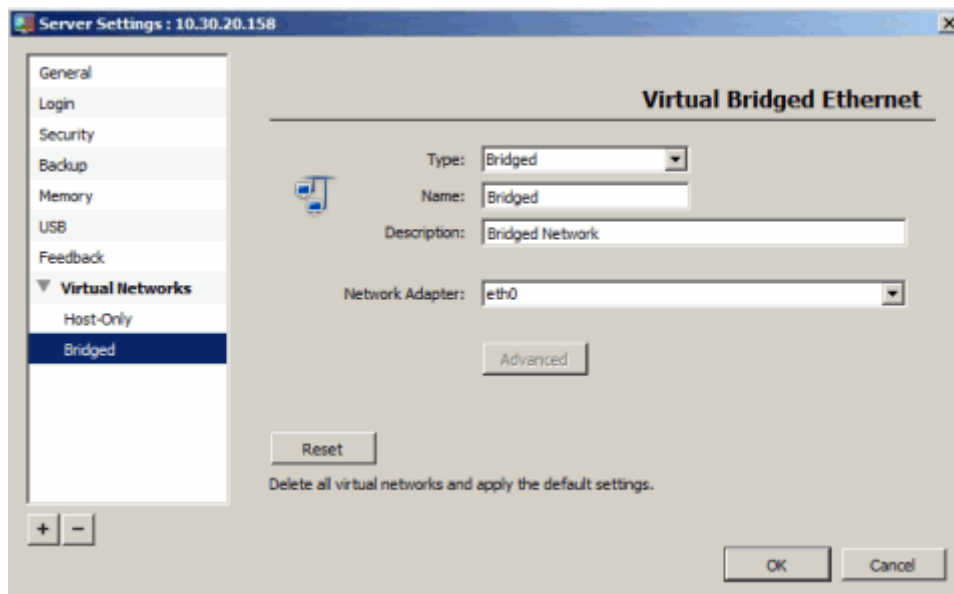 Server Settings : 10.30.20.158
General
Login
Security
Backup
Memory
USB
Feedback
Virtual Networks
Host-Only
Bridged
Virtual Bridged Ethernet
Type: Bridged
Name: Bridged
Description: Bridged Network
Network Adapter: eth0
Advanced
Reset
Delete all virtual networks and apply the default settings.
+ −
OK Cancel